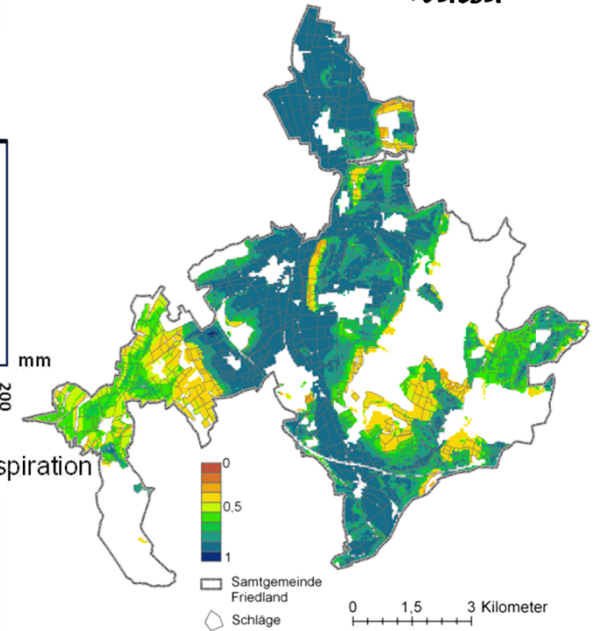 mm
200
spiration
0
0,5
1
Samtgemeinde
Friedland
Schläge
0 1,5 3 Kilometer